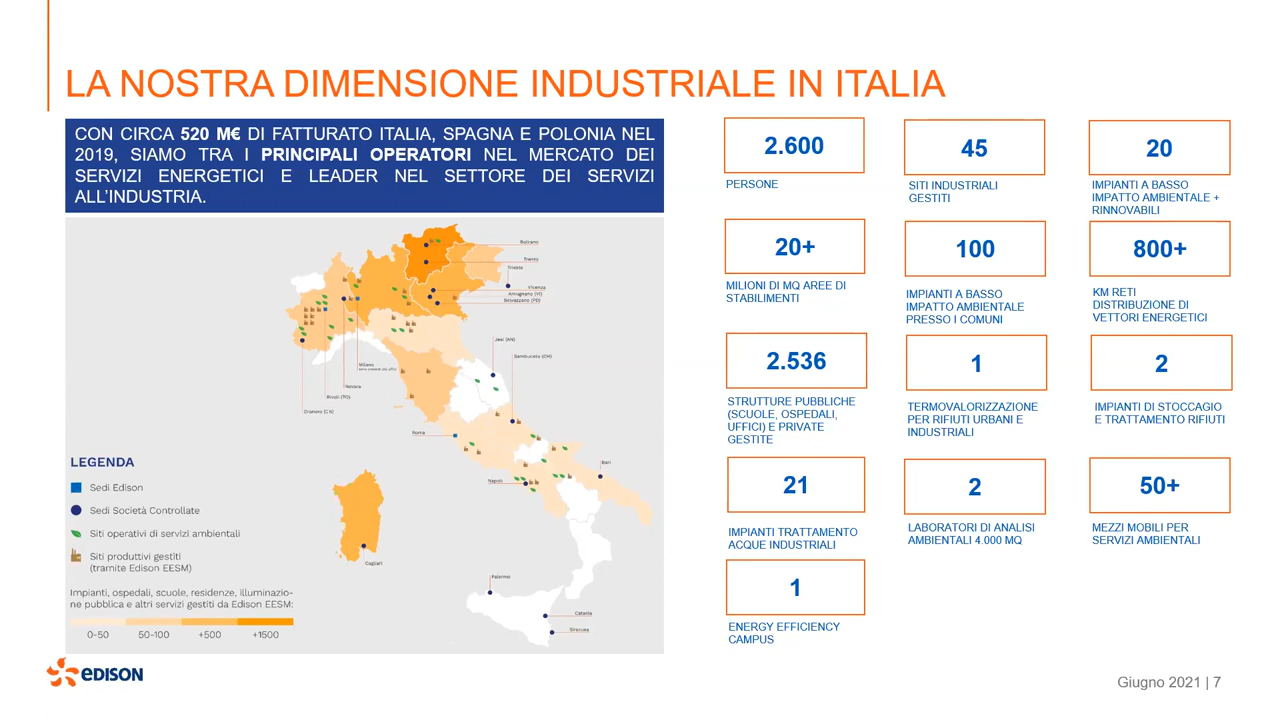 LA NOSTRA DIMENSIONE INDUSTRIALE IN ITALIA
CON CIRCA 520 M€ DI FATTURATO ITALIA, SPAGNA E POLONIA NEL
2019, SIAMO TRA I PRINCIPALI OPERATORI NEL MERCATO DEI
SERVIZI ENERGETICI E LEADER NEL SETTORE DEI SERVIZI
ALL'INDUSTRIA.
Bolzano
Trento
Trieste
Vicenza
Arrugnano (VI)
Selvazzano (PD)
Jesi (AN)
Sambuceto (CH)
Milano
Novara
Rivoli (TO)
Dronero (CN)
Roma
Napoli
Bari
Cagliari
Palermo
Catania
Siracusa
LEGENDA
Sedi Edison
Sedi Società Controllate
Siti operativi di servizi ambientali
Siti produttivi gestiti
(tramite Edison EESM)
Impianti, ospedali, scuole, residenze, illuminazio-
ne pubblica e altri servizi gestiti da Edison EESM:
0-50
50-100
+500
+1500
2.600
PERSONE
45
SITI INDUSTRIALI
GESTITI
20
IMPIANTI A BASSO
IMPATTO AMBIENTALE +
RINNOVABILI
20+
MILIONI DI MQ AREE DI
STABILIMENTI
100
IMPIANTI A BASSO
IMPATTO AMBIENTALE
PRESSO I COMUNI
800+
KM RETI
DISTRIBUZIONE DI
VETTORI ENERGETICI
2.536
STRUTTURE PUBBLICHE
(SCUOLE, OSPEDALI,
UFFICI) E PRIVATE
GESTITE
1
TERMOVALORIZZAZIONE
PER RIFIUTI URBANI E
INDUSTRIALI
2
IMPIANTI DI STOCCAGIO
E TRATTAMENTO RIFIUTI
21
IMPIANTI TRATTAMENTO
ACQUE INDUSTRIALI
2
LABORATORI DI ANALISI
AMBIENTALI 4.000 MQ
50+
MEZZI MOBILI PER
SERVIZI AMBIENTALI
1
ENERGY EFFICIENCY
CAMPUS
EDISON
Giugno 2021 | 7